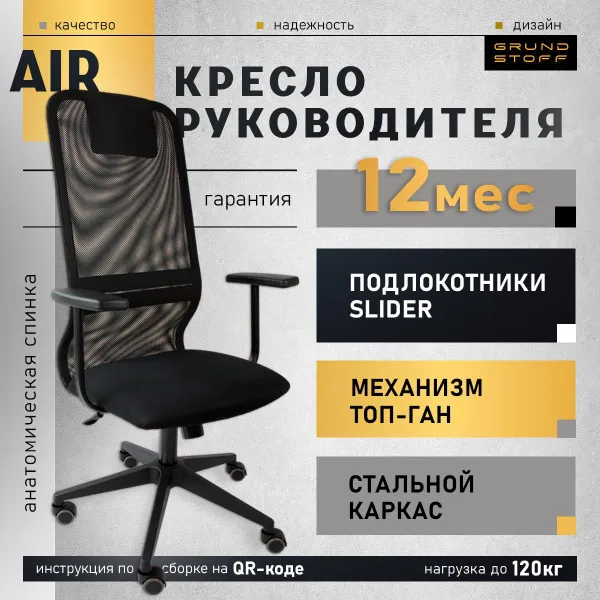 качество
надежность
дизайн
GRUND
STOFF
AIR
КРЕСЛО
РУКОВОДИТЕЛЯ
гарантия
12мес
анатомическая спинка
ПОДЛОКОТНИКИ
SLIDER
МЕХАНИЗМ
ТОП-ГАН
СТАЛЬНОЙ
КАРКАС
инструкция по сборке на QR-коде
нагрузка до 120кг